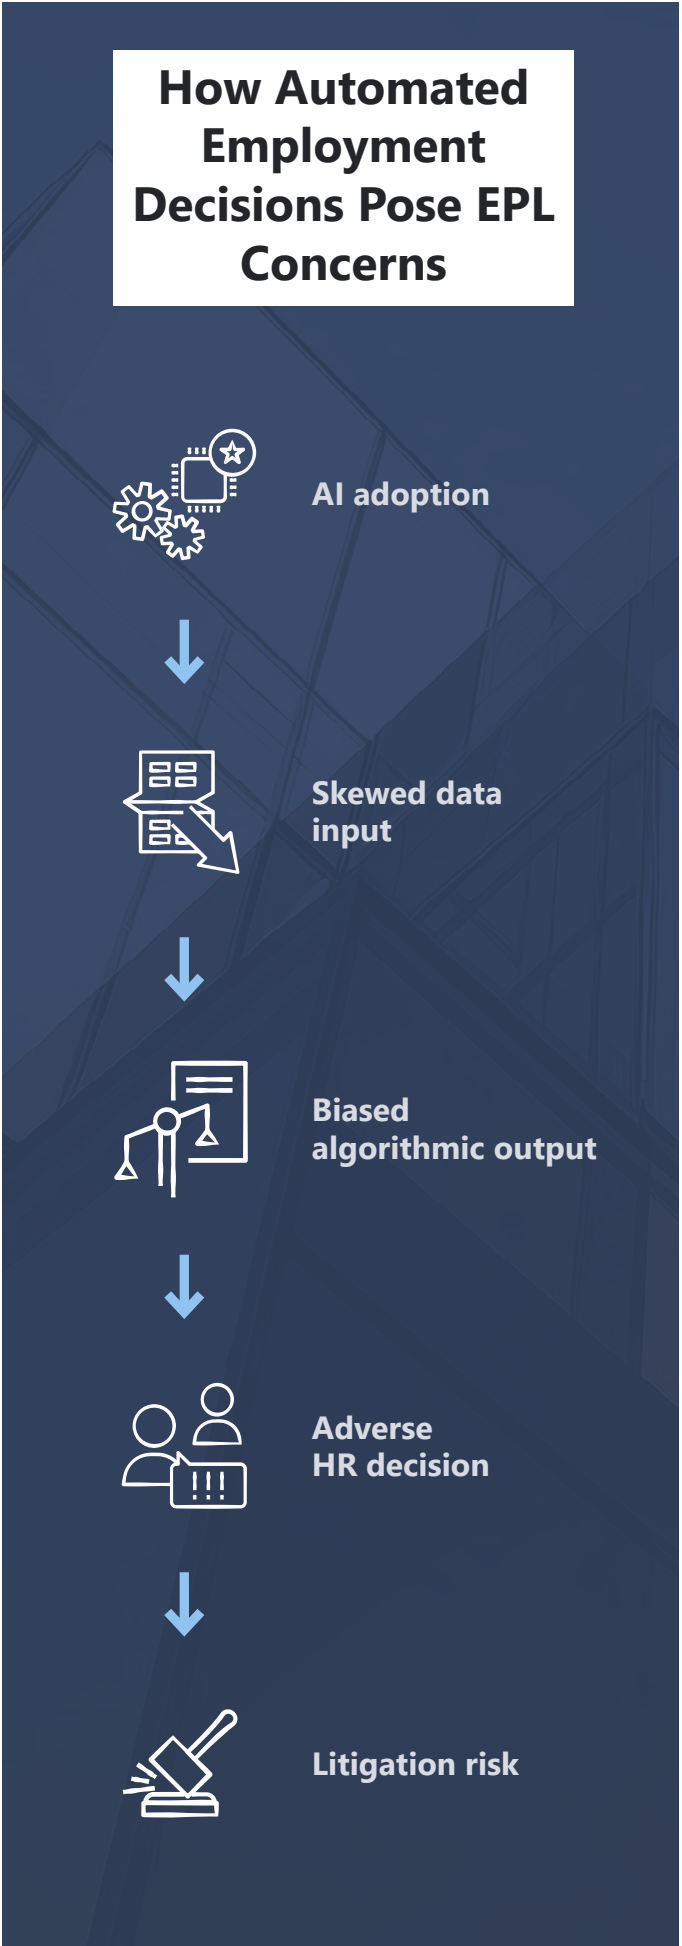 How Automated
Employment
Decisions Pose EPL
Concerns
AI adoption
Skewed data
input
Biased
algorithmic output
Adverse
HR decision
!!!
Litigation risk